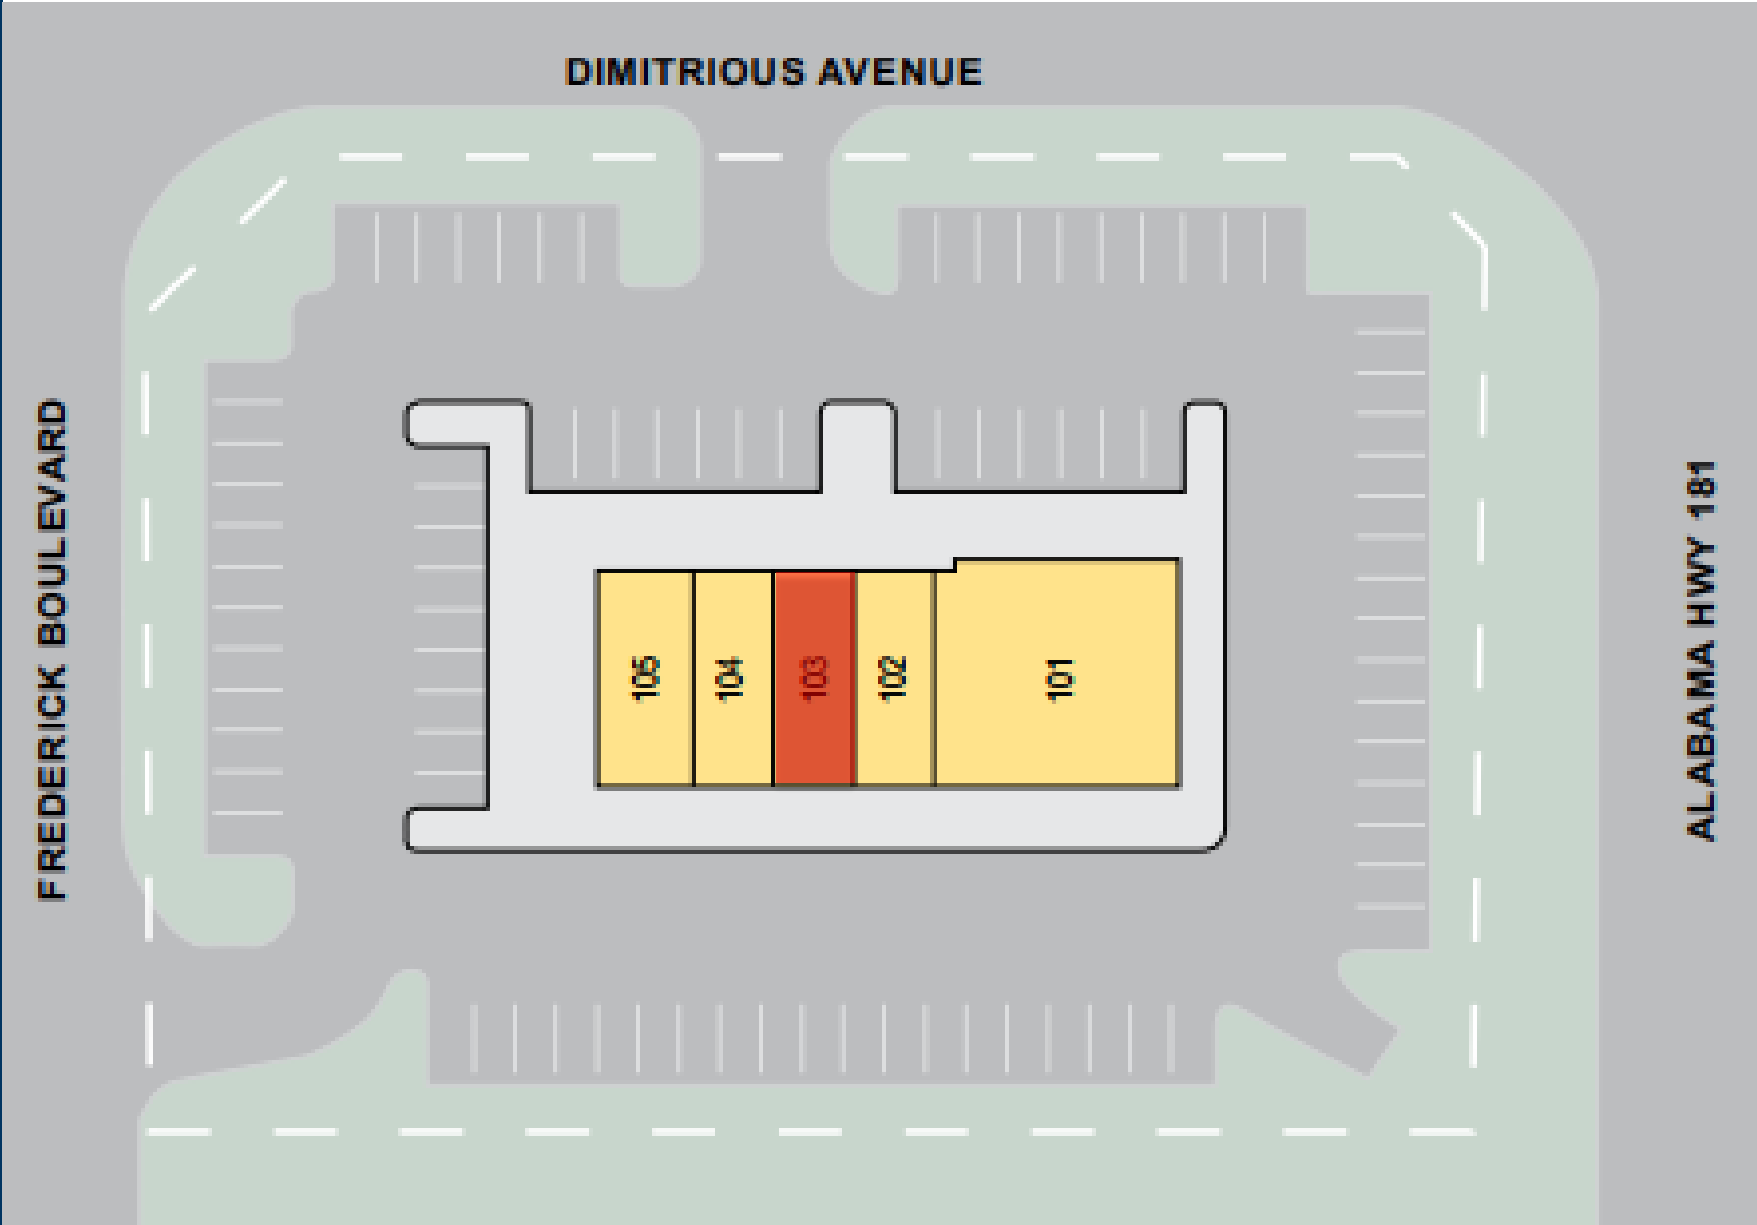 DIMITRIOUS AVENUE
FREDERICK BOULEVARD
105
104
103
102
101
ALABAMA HWY 181